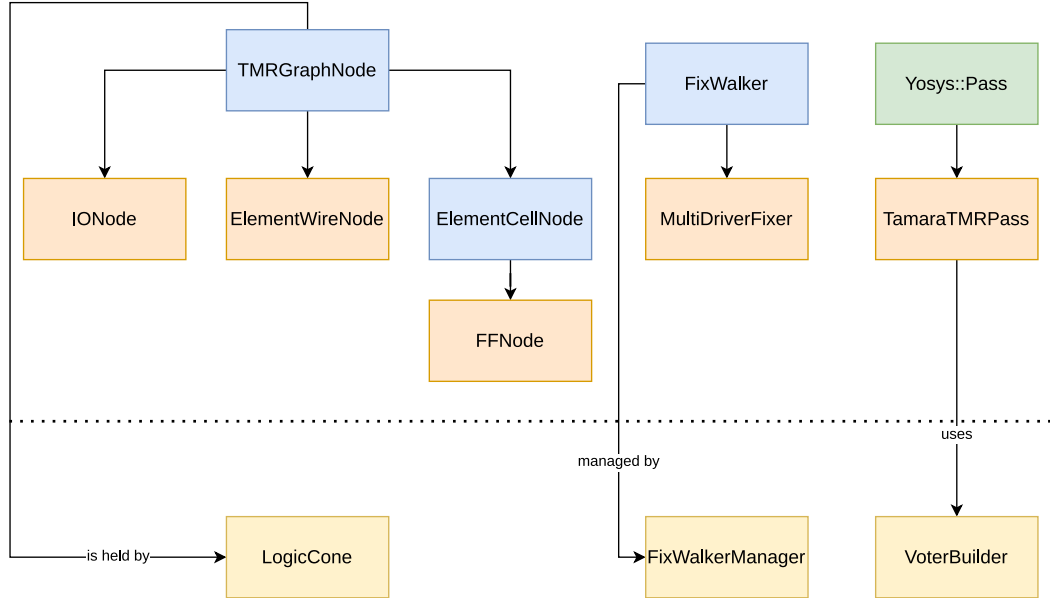 TMRGraphNode
FixWalker
Yosys::Pass
IONode
ElementWireNode
ElementCellNode
MultiDriverFixer
TamaraTMRPass
FFNode
uses
managed by
is held by
LogicCone
FixWalkerManager
VoterBuilder